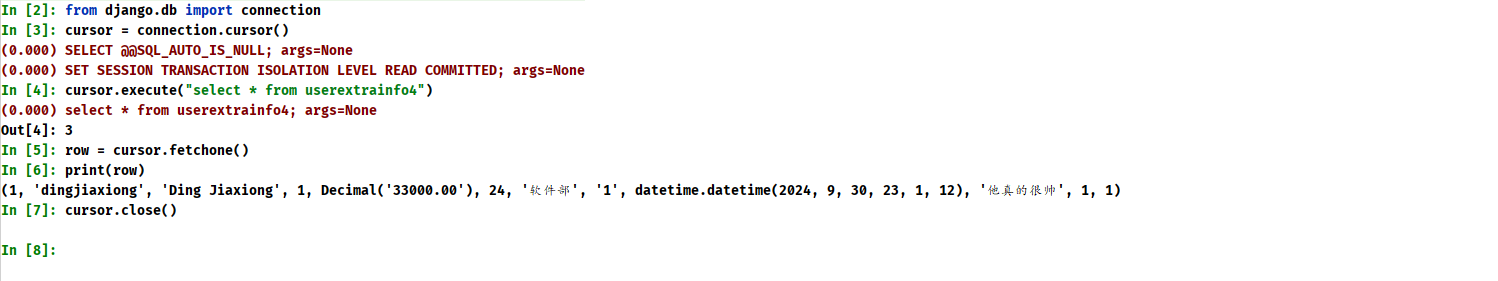 In [2]: from django.db import connection
In [3]: cursor = connection.cursor()
(0.000) SELECT @@SQL_AUTO_IS_NULL; args=None
(0.000) SET SESSION TRANSACTION ISOLATION LEVEL READ COMMITTED; args=None
In [4]: cursor.execute("select * from userextrainfo4")
(0.000) select * from userextrainfo4; args=None
Out[4]: 3
In [5]: row = cursor.fetchone()
In [6]: print(row)
(1, 'dingjiaxiong', 'Ding Jiaxiong', 1, Decimal('33000.00'), 24, '软件部', '1', datetime.datetime(2024, 9, 30, 23, 1, 12), '他真的很帅', 1, 1)
In [7]: cursor.close()
In [8]: